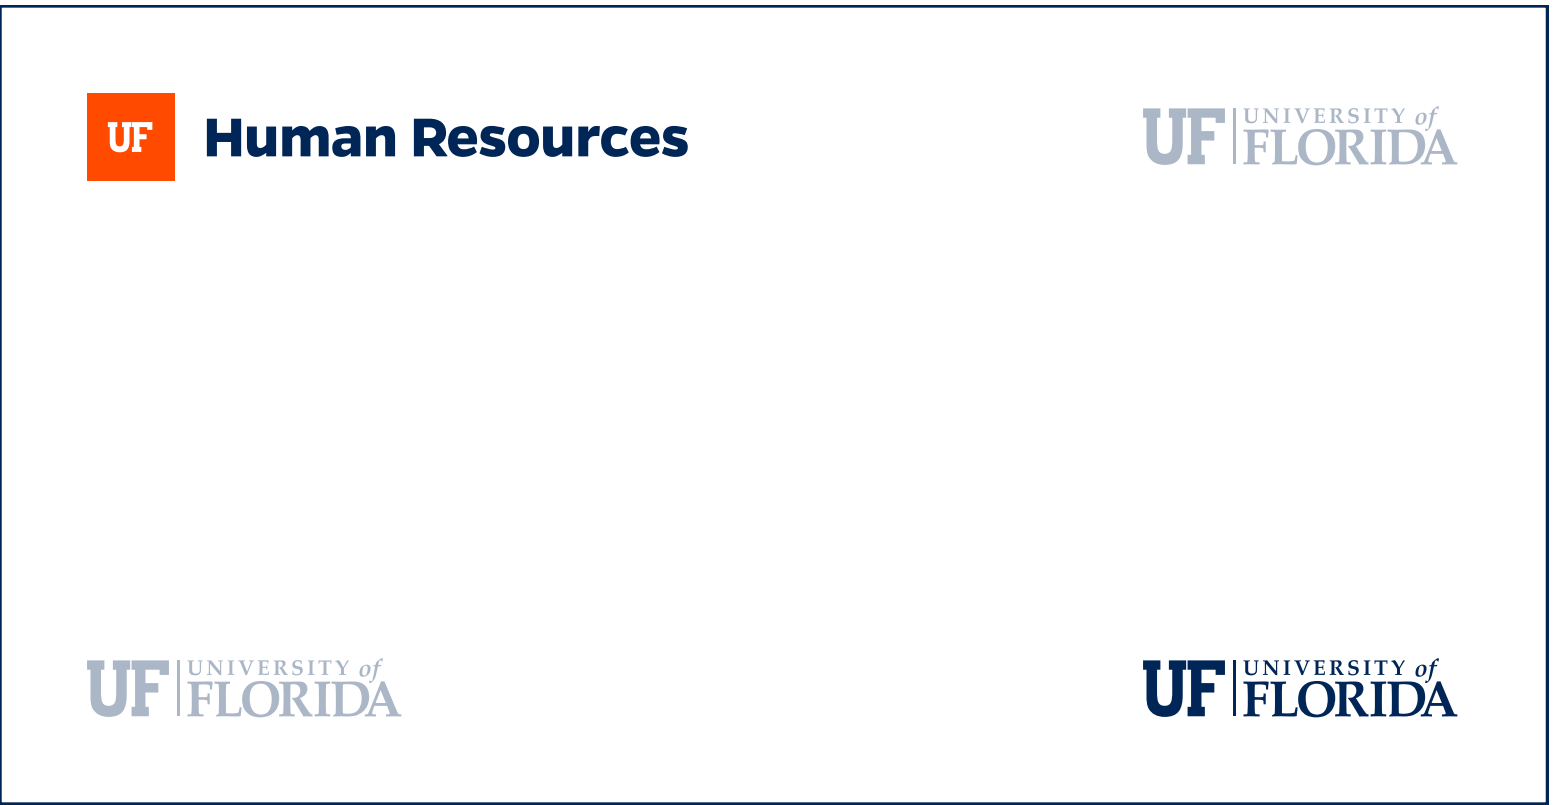 UF Human Resources
UF UNIVERSITY of
FLORIDA
UF UNIVERSITY of
FLORIDA
UF UNIVERSITY of
FLORIDA